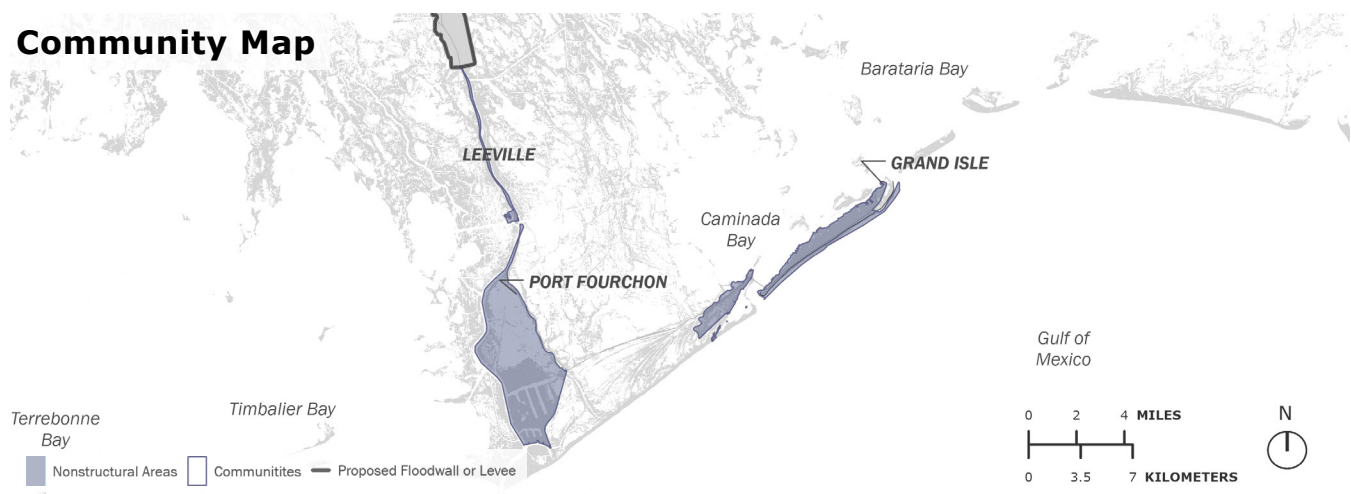 Community Map
Barataria Bay
LEEVILLE
GRAND ISLE
Caminada
Bay
PORT FOURCHON
Gulf of
Mexico
Terrebonne
Bay
Timbalier Bay
0 2 4 MILES
0 3.5 7 KILOMETERS
N
Nonstructural Areas
Communitites
Proposed Floodwall or Levee